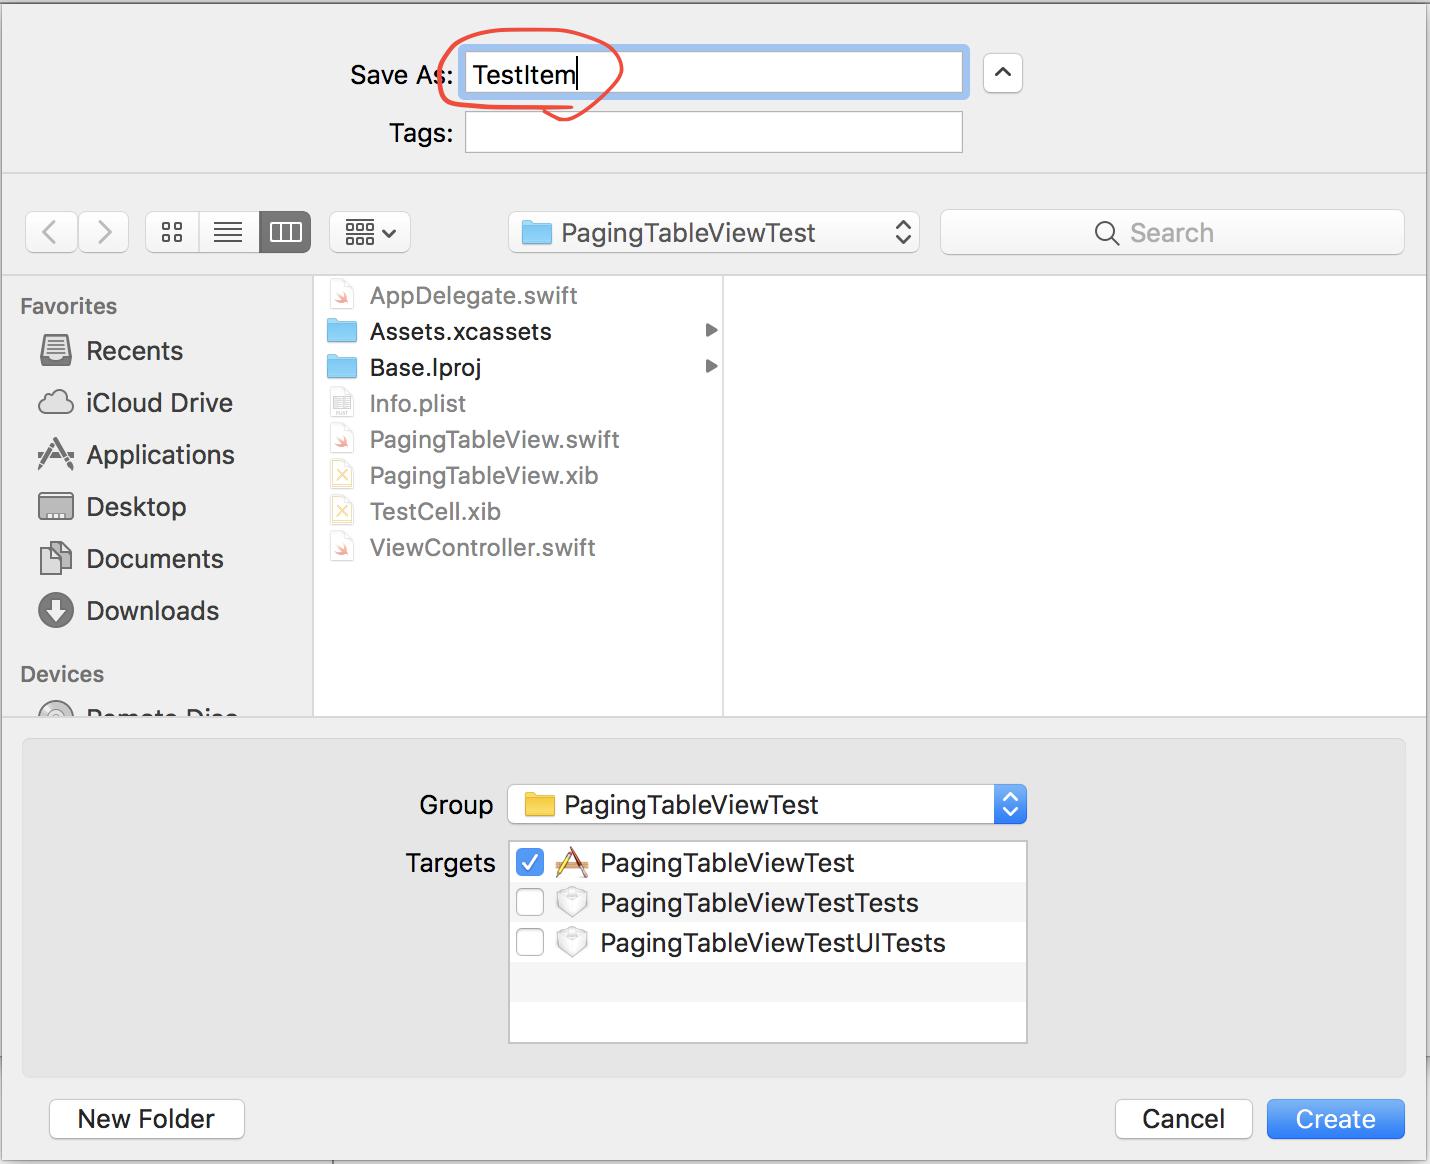 Save As: TestItem
Tags:
PagingTableViewTest
Search
Favorites
Recents
iCloud Drive
Applications
Desktop
Documents
Downloads
Devices
Remote Disc
AppDelegate.swift
Assets.xcassets
Base.lproj
Info.plist
PagingTableView.swift
PagingTableView.xib
TestCell.xib
ViewController.swift
Group PagingTableViewTest
Targets PagingTableViewTest
PagingTableViewTestTests
PagingTableViewTestUITests
New Folder
Cancel
Create